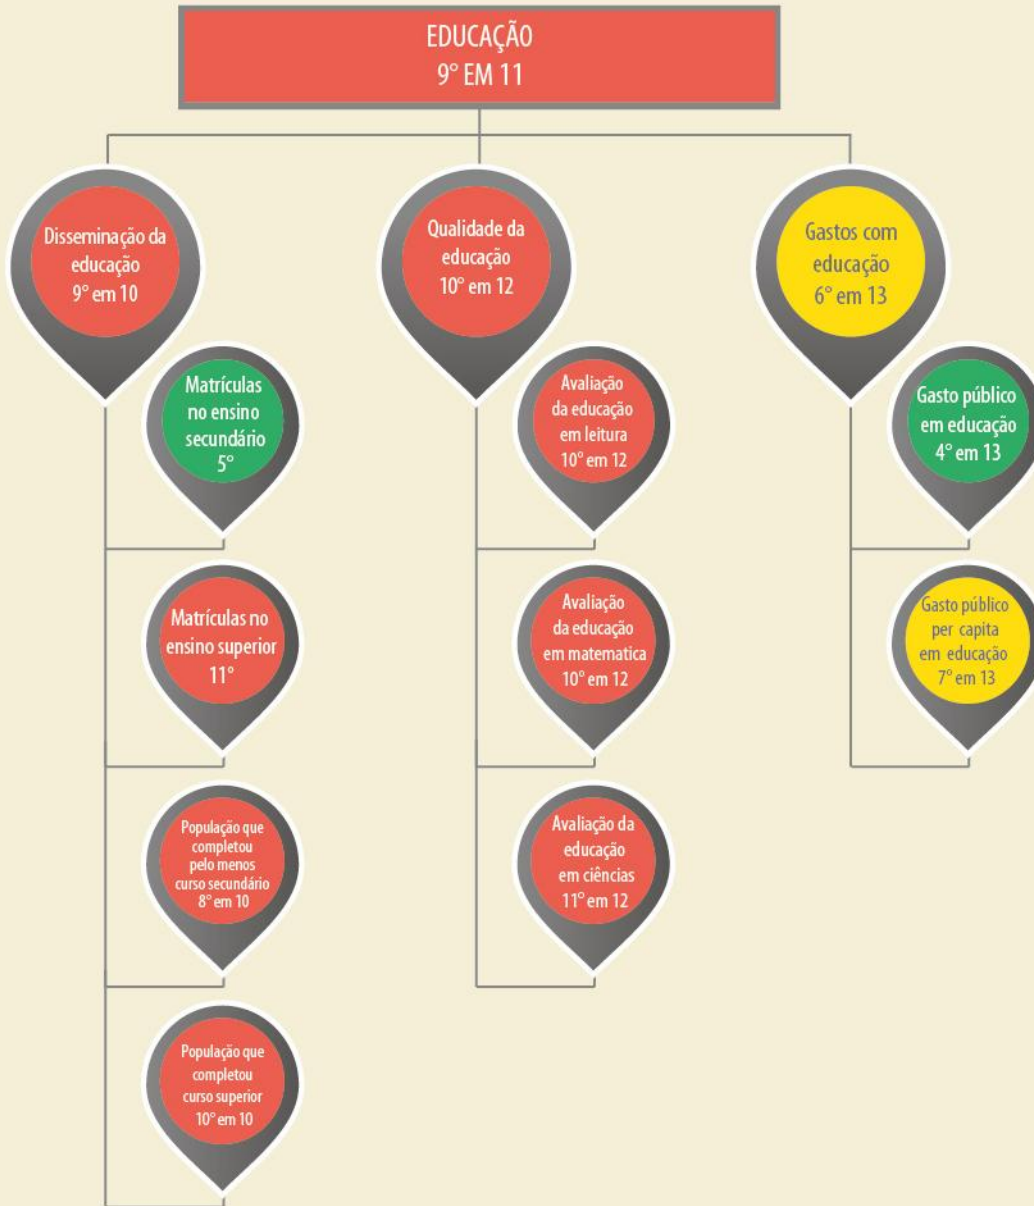 EDUCAÇÃO
9° EM 11
Disseminação da
educação
9° em 10
Qualidade da
educação
10° em 12
Gastos com
educação
6° em 13
Matrículas
no ensino
secundário
5°
Avaliação
da educação
em leitura
10° em 12
Gasto público
em educação
4° em 13
Matrículas no
ensino superior
11°
Avaliação
da educação
em matematica
10° em 12
Gasto público
per capita
em educação
7° em 13
População que
completou
pelo menos
curso secundário
8° em 10
Avaliação da
educação
em ciências
11° em 12
População que
completou
curso superior
10° em 10